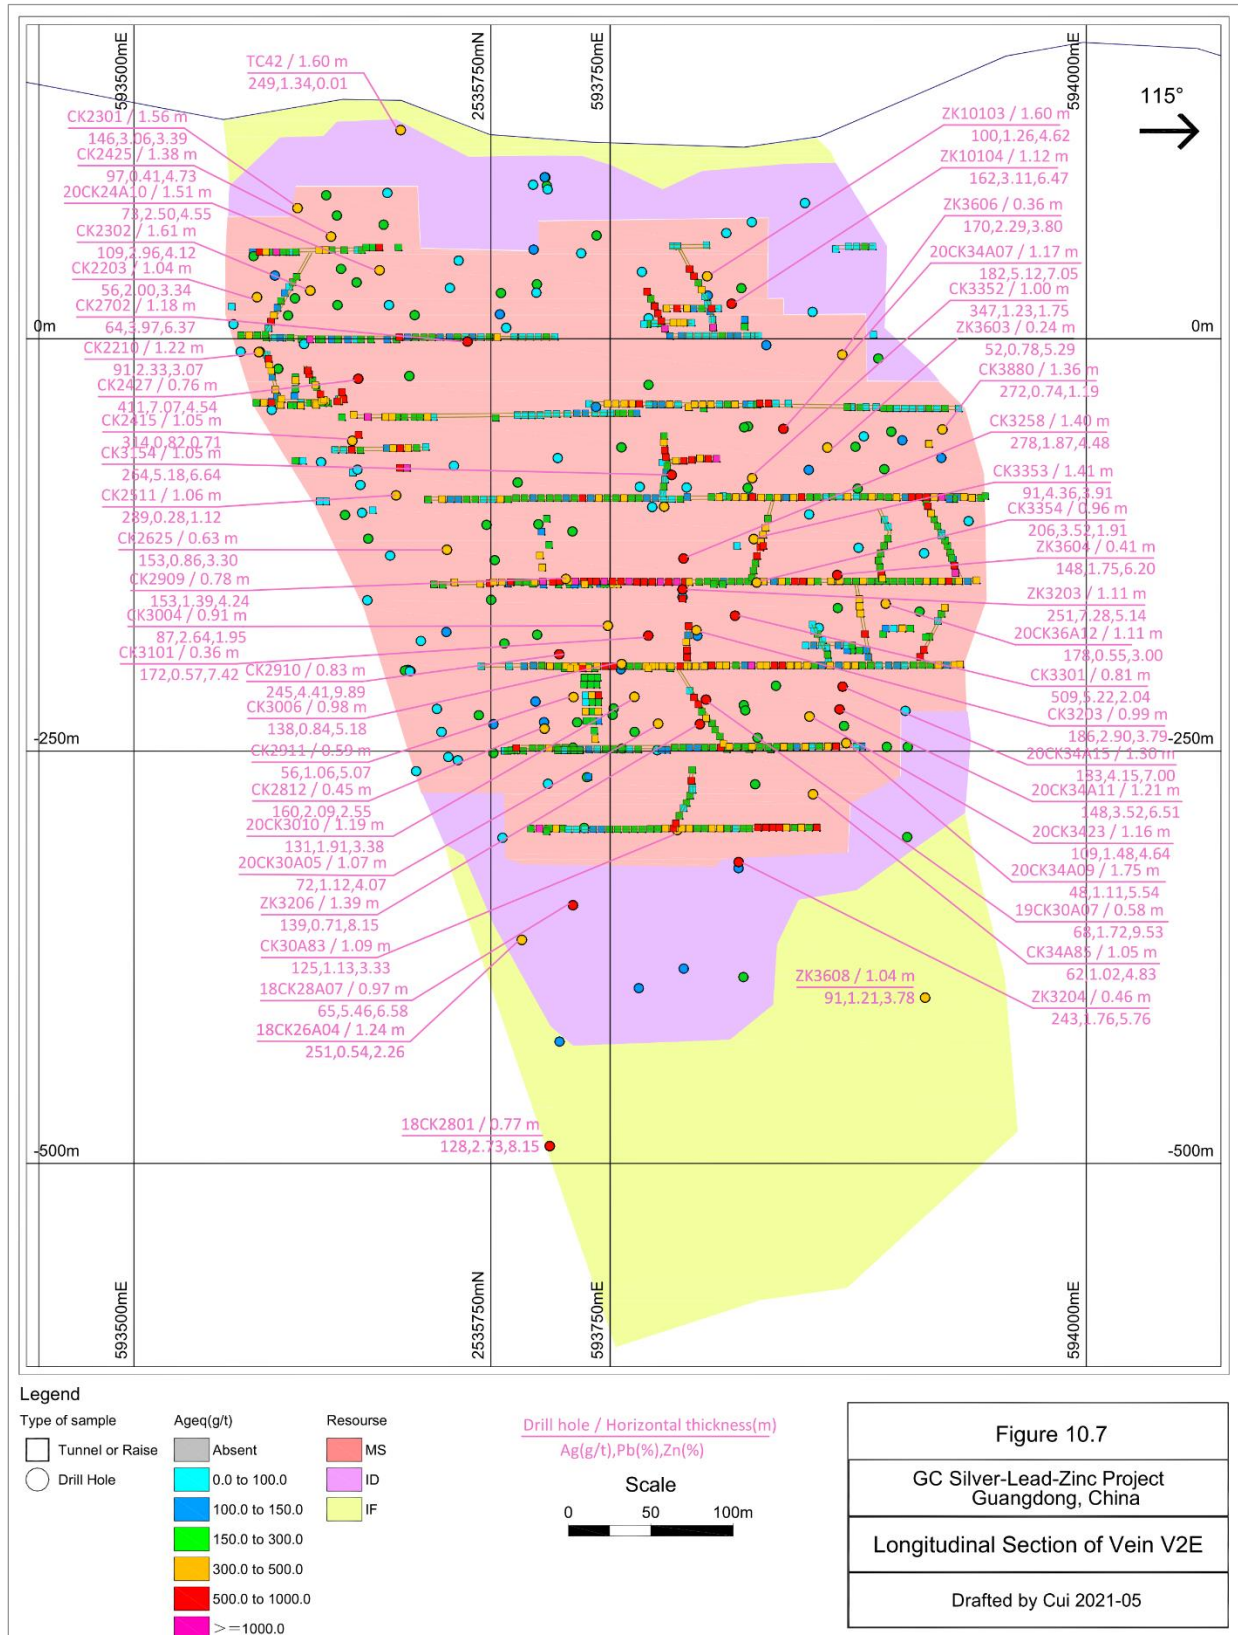 593500mE
2535750mN
593750mE
594000mE
115°
TC42 / 1.60 m
249,1.34,0.01
CK2301 / 1.56 m
146,3.06,3.39
CK2425 / 1.38 m
97,0.41,4.73
20CK24A10 / 1.51 m
73,2.50,4.55
CK2302 / 1.61 m
109,2.96,4.12
CK2203 / 1.04 m
56,2.00,3.34
CK2702 / 1.18 m
64,3.97,6.37
0m
CK2210 / 1.22 m
91,2.33,3.07
CK2427 / 0.76 m
411,7.07,4.54
CK2415 / 1.05 m
314,0.82,0.71
CK3154 / 1.05 m
264,5.18,6.64
CK2511 / 1.06 m
289,0.28,1.12
CK2625 / 0.63 m
153,0.86,3.30
CK2909 / 0.78 m
153,1.39,4.24
CK3004 / 0.91 m
87,2.64,1.95
CK3101 / 0.36 m
172,0.57,7.42
CK2910 / 0.83 m
245,4.41,9.89
CK3006 / 0.98 m
138,0.84,5.18
CK2911 / 0.59 m
56,1.06,5.07
-250m
CK2812 / 0.45 m
160,2.09,2.55
20CK3010 / 1.19 m
131,1.91,3.38
20CK30A05 / 1.07 m
72,1.12,4.07
ZK3206 / 1.39 m
139,0.71,8.15
CK30A83 / 1.09 m
125,1.13,3.33
18CK28A07 / 0.97 m
65,5.46,6.58
18CK26A04 / 1.24 m
251,0.54,2.26
18CK2801 / 0.77 m
128,2.73,8.15
-500m
ZK10103 / 1.60 m
100,1.26,4.62
ZK10104 / 1.12 m
162,3.11,6.47
ZK3606 / 0.36 m
170,2.29,3.80
20CK34A07 / 1.17 m
182,5.12,7.05
CK3352 / 1.00 m
347,1.23,1.75
ZK3603 / 0.24 m
0m
52,0.78,5.29
CK3880 / 1.36 m
272,0.74,1.19
CK3258 / 1.40 m
278,1.87,4.48
CK3353 / 1.41 m
91,4.36,3.91
CK3354 / 0.96 m
206,3.52,1.91
ZK3604 / 0.41 m
148,1.75,6.20
ZK3203 / 1.11 m
251,7.28,5.14
20CK36A12 / 1.11 m
178,0.55,3.00
CK3301 / 0.81 m
509,5.22,2.04
CK3203 / 0.99 m
186,2.90,3.79
-250m
20CK34A15 / 1.30 m
183,4.15,7.00
20CK34A11 / 1.21 m
148,3.52,6.51
20CK3423 / 1.16 m
109,1.48,4.64
20CK34A09 / 1.75 m
48,1.11,5.54
19CK30A07 / 0.58 m
68,1.72,9.53
CK34A85 / 1.05 m
62,1.02,4.83
ZK3204 / 0.46 m
243,1.76,5.76
ZK3608 / 1.04 m
91,1.21,3.78
-500m
593500mE
2535750mN
593750mE
594000mE
Legend
Type of sample
Tunnel or Raise
Drill Hole
Ageq(g/t)
Absent
0.0 to 100.0
100.0 to 150.0
150.0 to 300.0
300.0 to 500.0
500.0 to 1000.0
>=1000.0
Resourse
MS
ID
IF
Drill hole / Horizontal thickness(m)
Ag(g/t),Pb(%),Zn(%)
Scale
0 50 100m
Figure 10.7
GC Silver-Lead-Zinc Project
Guangdong, China
Longitudinal Section of Vein V2E
Drafted by Cui 2021-05